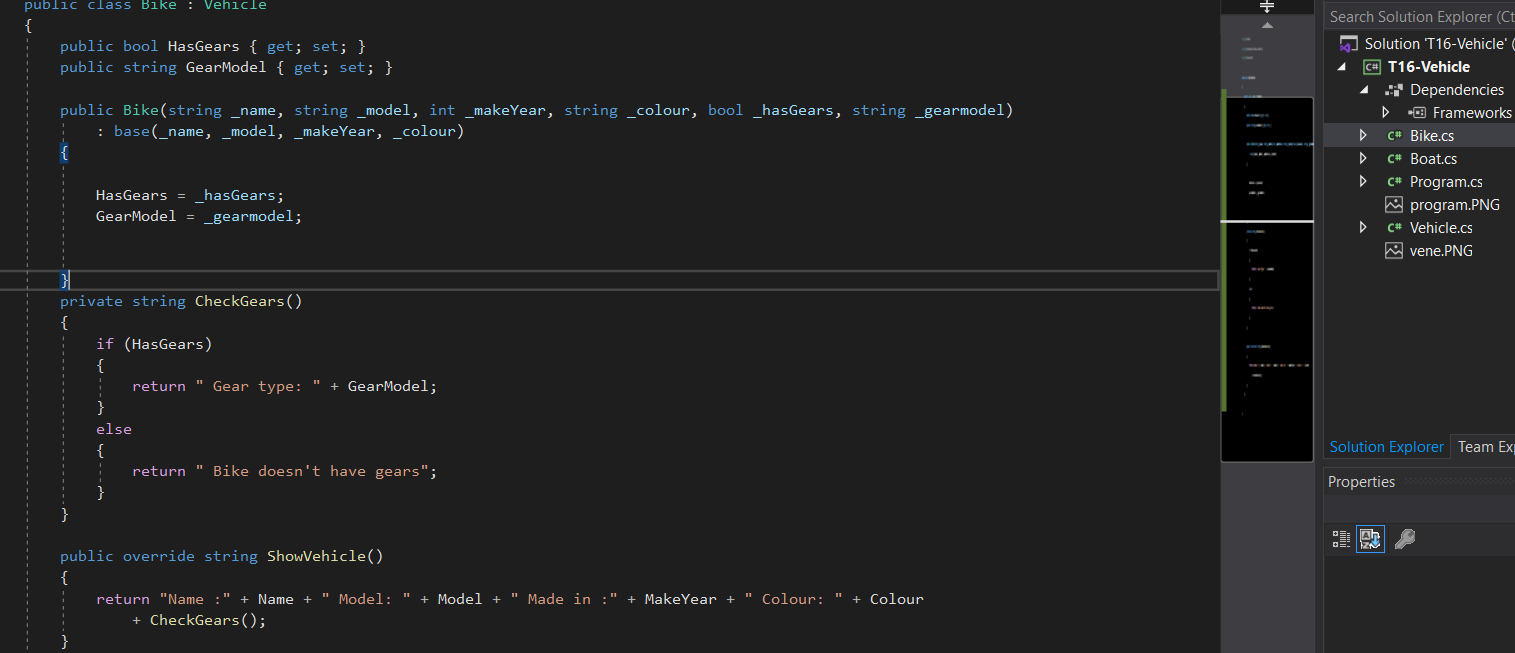 public class Bike : Vehicle
{
public bool HasGears { get; set; }
public string GearModel { get; set; }
public Bike(string _name, string _model, int _makeYear, string _colour, bool _hasGears, string _gearmodel)
: base(_name, _model, _makeYear, _colour)
{
HasGears = _hasGears;
GearModel = _gearmodel;
}
private string CheckGears()
{
if (HasGears)
{
return " Gear type: " + GearModel;
}
else
{
return " Bike doesn't have gears";
}
}
public override string ShowVehicle()
{
return "Name :" + Name + " Model: " + Model + " Made in :" + MakeYear + " Colour: " + Colour
+ CheckGears();
}
Search Solution Explorer (Ct
Solution 'T16-Vehicle' (
C# T16-Vehicle
Dependencies
Frameworks
C# Bike.cs
C# Boat.cs
C# Program.cs
program.PNG
C# Vehicle.cs
vene.PNG
Solution Explorer Team Exp
Properties